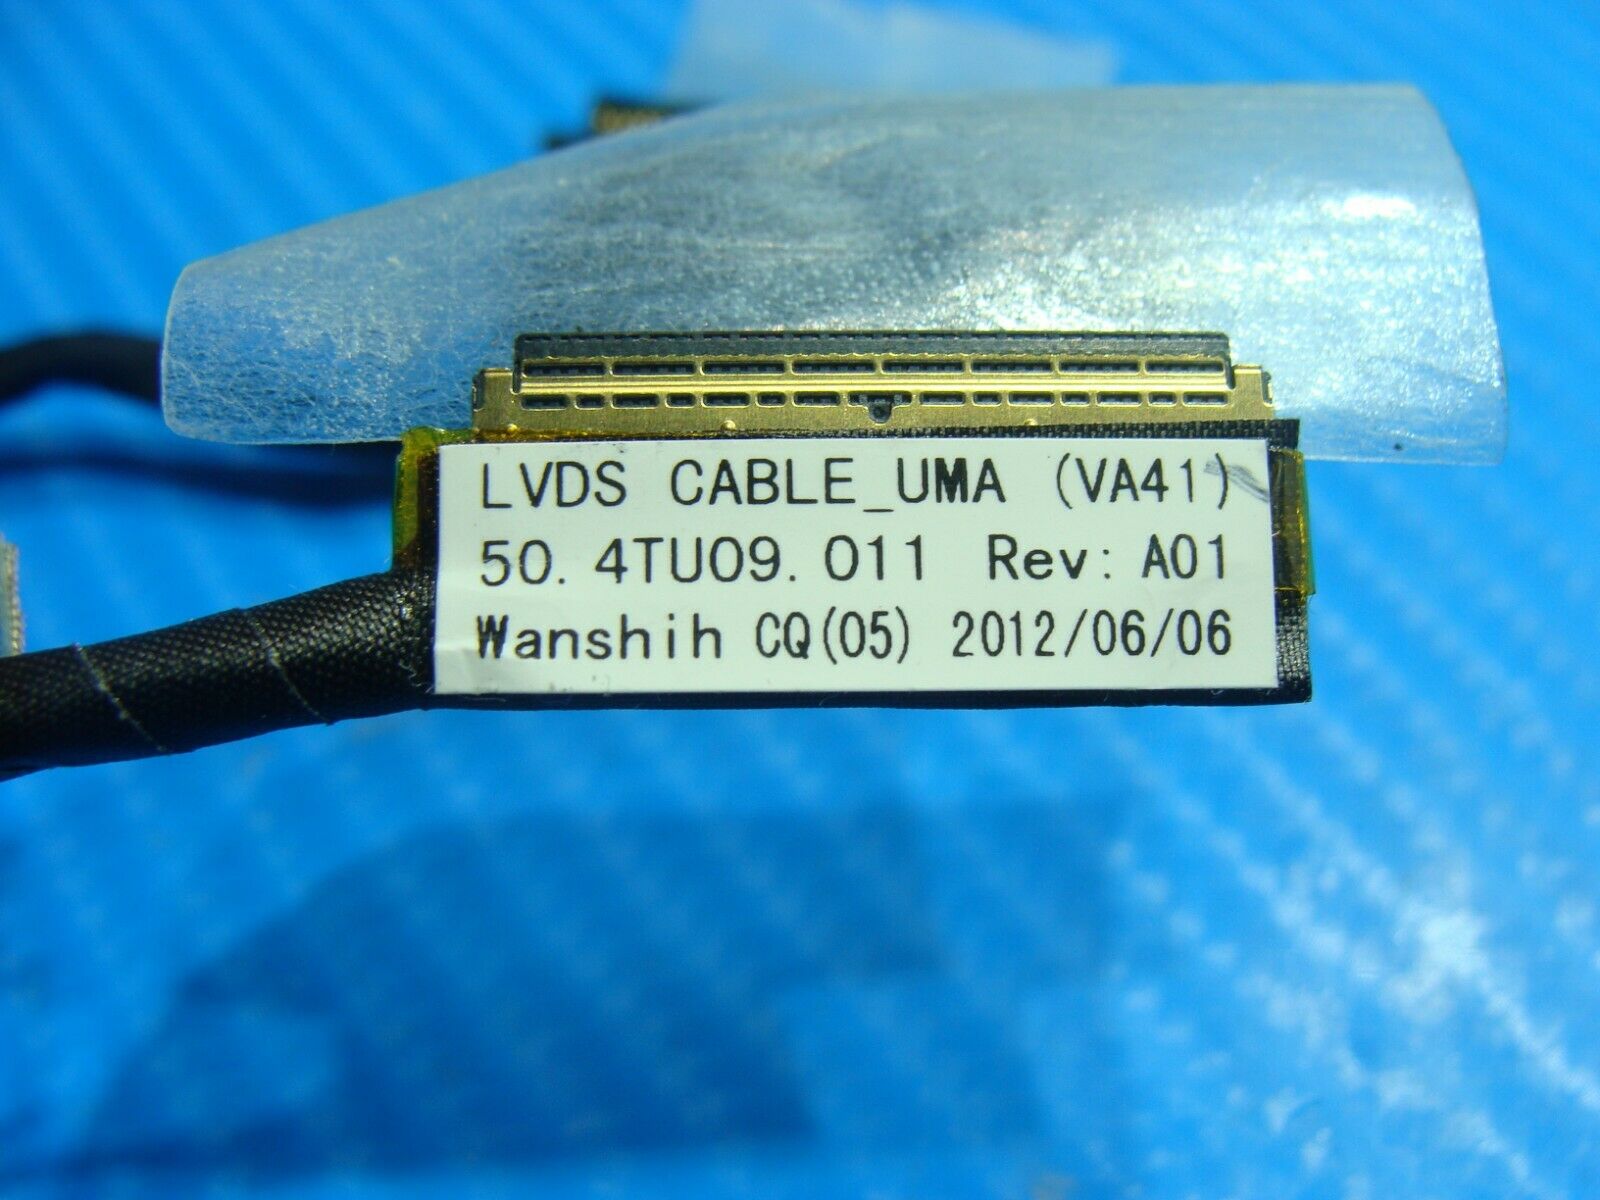 LVDS CABLE_UMA (VA41)
50.4TU09.011 Rev: A01
Wanshih CQ(05) 2012/06/06